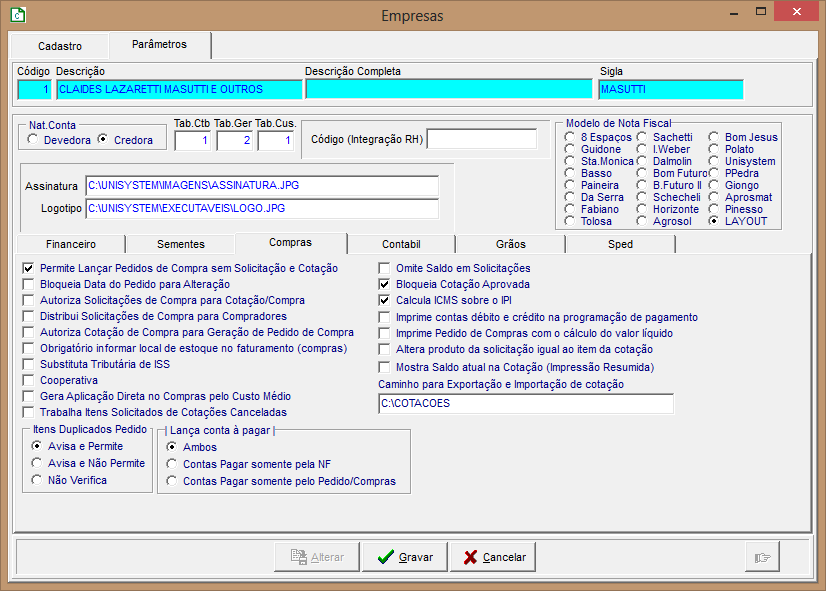 Empresas
Cadastro Parâmetros
Código Descrição Descrição Completa Sigla
1 CLAIDES LAZARETTI MASUTTI E OUTROS MASUTTI
Nat.Conta
Devedora Credora
Tab.Ctb Tab.Ger Tab.Cus.
1 2 1
Código (Integração RH)
Modelo de Nota Fiscal
8 Espaços Sachetti Bom Jesus
Guidone I.Weber Polato
Sta.Monica Dalmolin Unisystem
Basso Bom Futuro PPedra
Paineira B.Futuro II Giongo
Da Serra Schecheli Aprosmat
Fabiano Horizonte Pinesso
Tolosa Agrosol LAYOUT
Assinatura C:\UNISYSTEM\IMAGENS\ASSINATURA.JPG
Logotipo C:\UNISYSTEM\EXECUTAVEIS\LOGO.JPG
Financeiro Sementes Compras Contabil Grãos Sped
Permite Lançar Pedidos de Compra sem Solicitação e Cotação
Bloqueia Data do Pedido para Alteração
Autoriza Solicitações de Compra para Cotação/Compra
Distribui Solicitações de Compra para Compradores
Autoriza Cotação de Compra para Geração de Pedido de Compra
Obrigatório informar local de estoque no faturamento (compras)
Substituta Tributária de ISS
Cooperativa
Gera Aplicação Direta no Compras pelo Custo Médio
Trabalha Itens Solicitados de Cotações Canceladas
Omite Saldo em Solicitações
Bloqueia Cotação Aprovada
Calcula ICMS sobre o IPI
Imprime contas débito e crédito na programação de pagamento
Imprime Pedido de Compras com o cálculo do valor líquido
Altera produto da solicitação igual ao item da cotação
Mostra Saldo atual na Cotação (Impressão Resumida)
Caminho para Exportação e Importação de cotação
C:\COTACOES
Itens Duplicados Pedido
Avisa e Permite
Avisa e Não Permite
Não Verifica
Lança conta à pagar
Ambos
Contas Pagar somente pela NF
Contas Pagar somente pelo Pedido/Compras
Alterar Gravar Cancelar